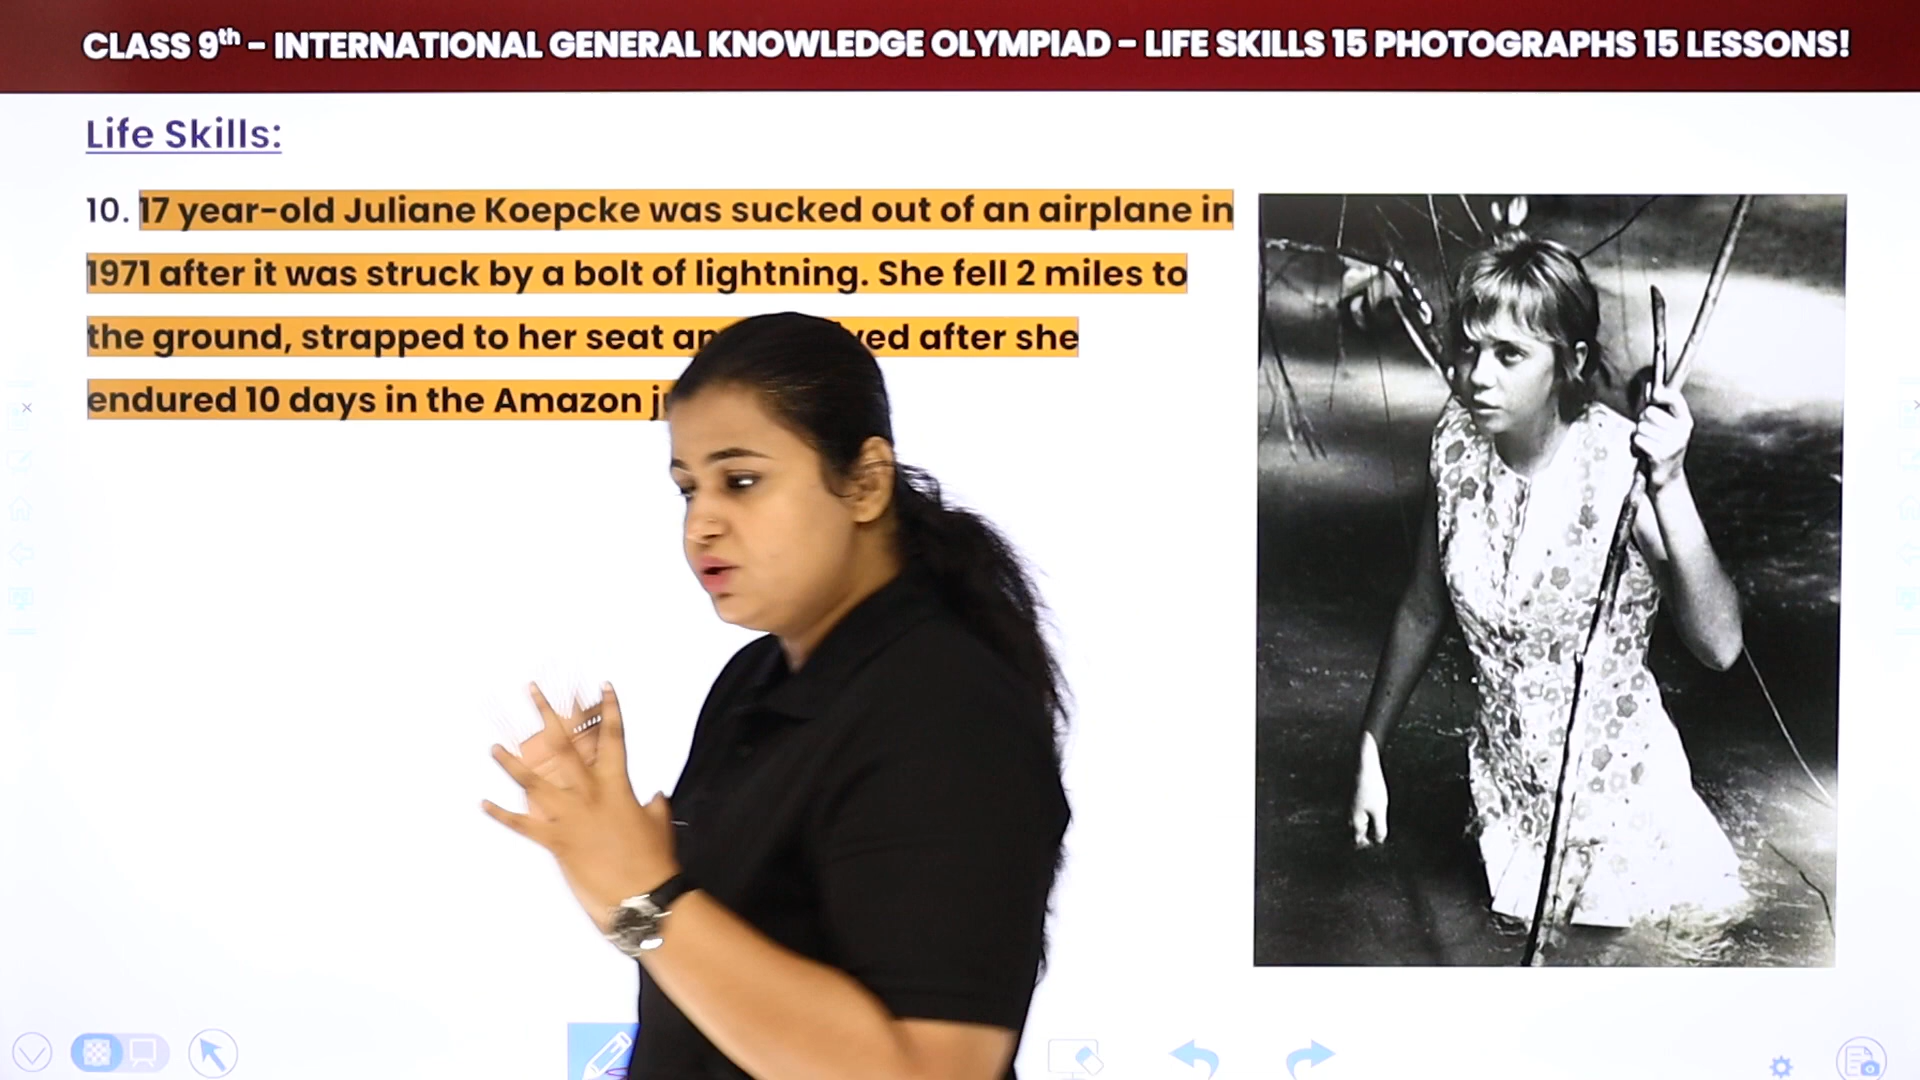 CLASS 9th - INTERNATIONAL GENERAL KNOWLEDGE OLYMPIAD - LIFE SKILLS 15 PHOTOGRAPHS 15 LESSONS!
Life Skills:
10. 17 year-old Juliane Koepcke was sucked out of an airplane in
1971 after it was struck by a bolt of lightning. She fell 2 miles to
the ground, strapped to her seat after she
endured 10 days in the Amazon